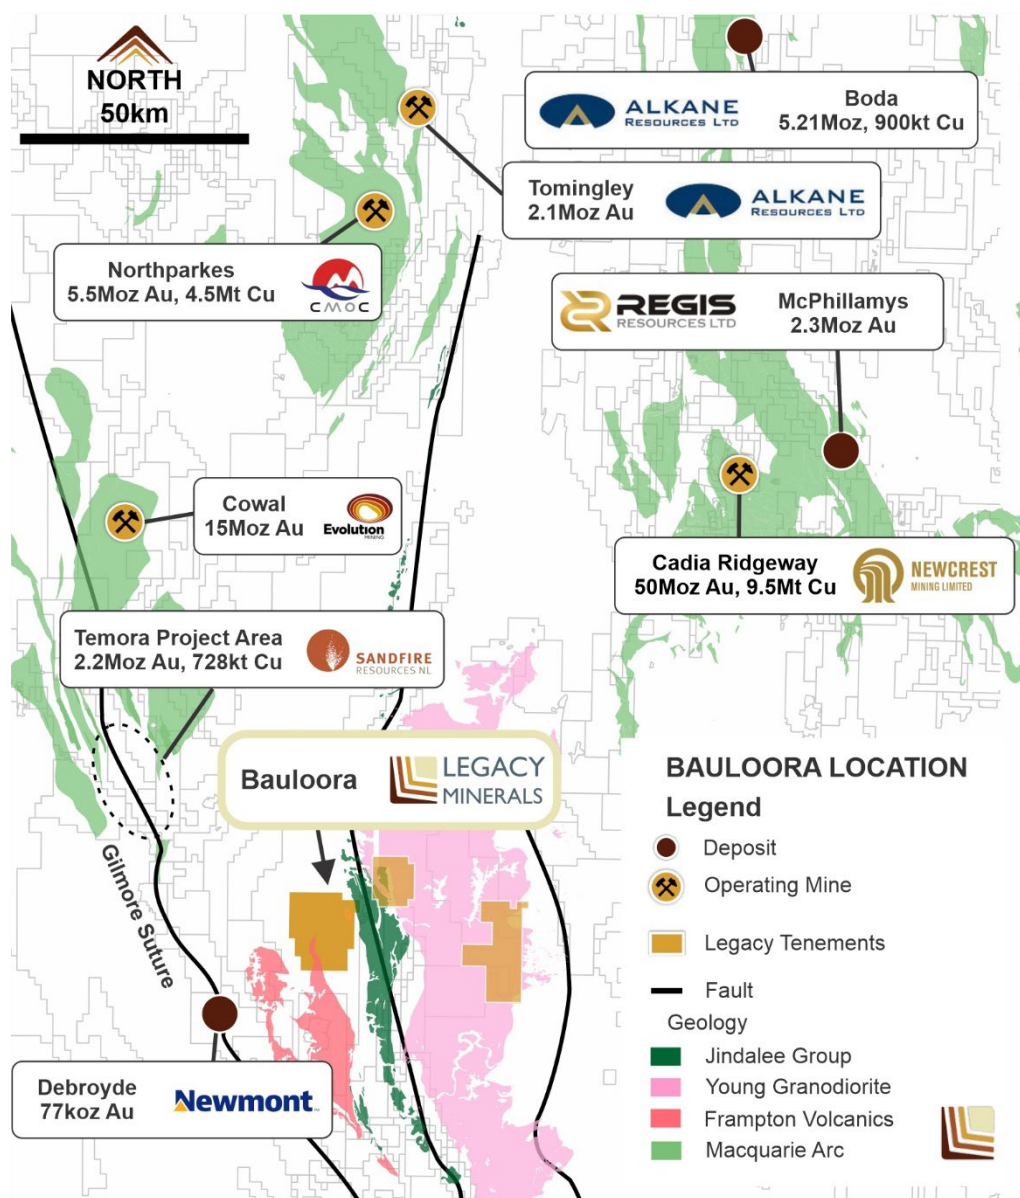 NORTH
50km
ALKANE
RESOURCES LTD
Boda
5.21Moz, 900kt Cu
Tomingley
2.1Moz Au
ALKANE
RESOURCES LTD
Northparkes
5.5Moz Au, 4.5Mt Cu
CMOC
REGIS
RESOURCES LTD
McPhillamys
2.3Moz Au
Cowal
15Moz Au
Evolution
MINING
Cadia Ridgeway
50Moz Au, 9.5Mt Cu
NEWCREST
MINING LIMITED
Temora Project Area
2.2Moz Au, 728kt Cu
SANDFIRE
RESOURCES NL
Bauloora
LEGACY
MINERALS
Gilmore Suture
Debroyde
77koz Au
Newmont
BAULOORA LOCATION
Legend
Deposit
Operating Mine
Legacy Tenements
Fault
Geology
Jindalee Group
Young Granodiorite
Frampton Volcanics
Macquarie Arc